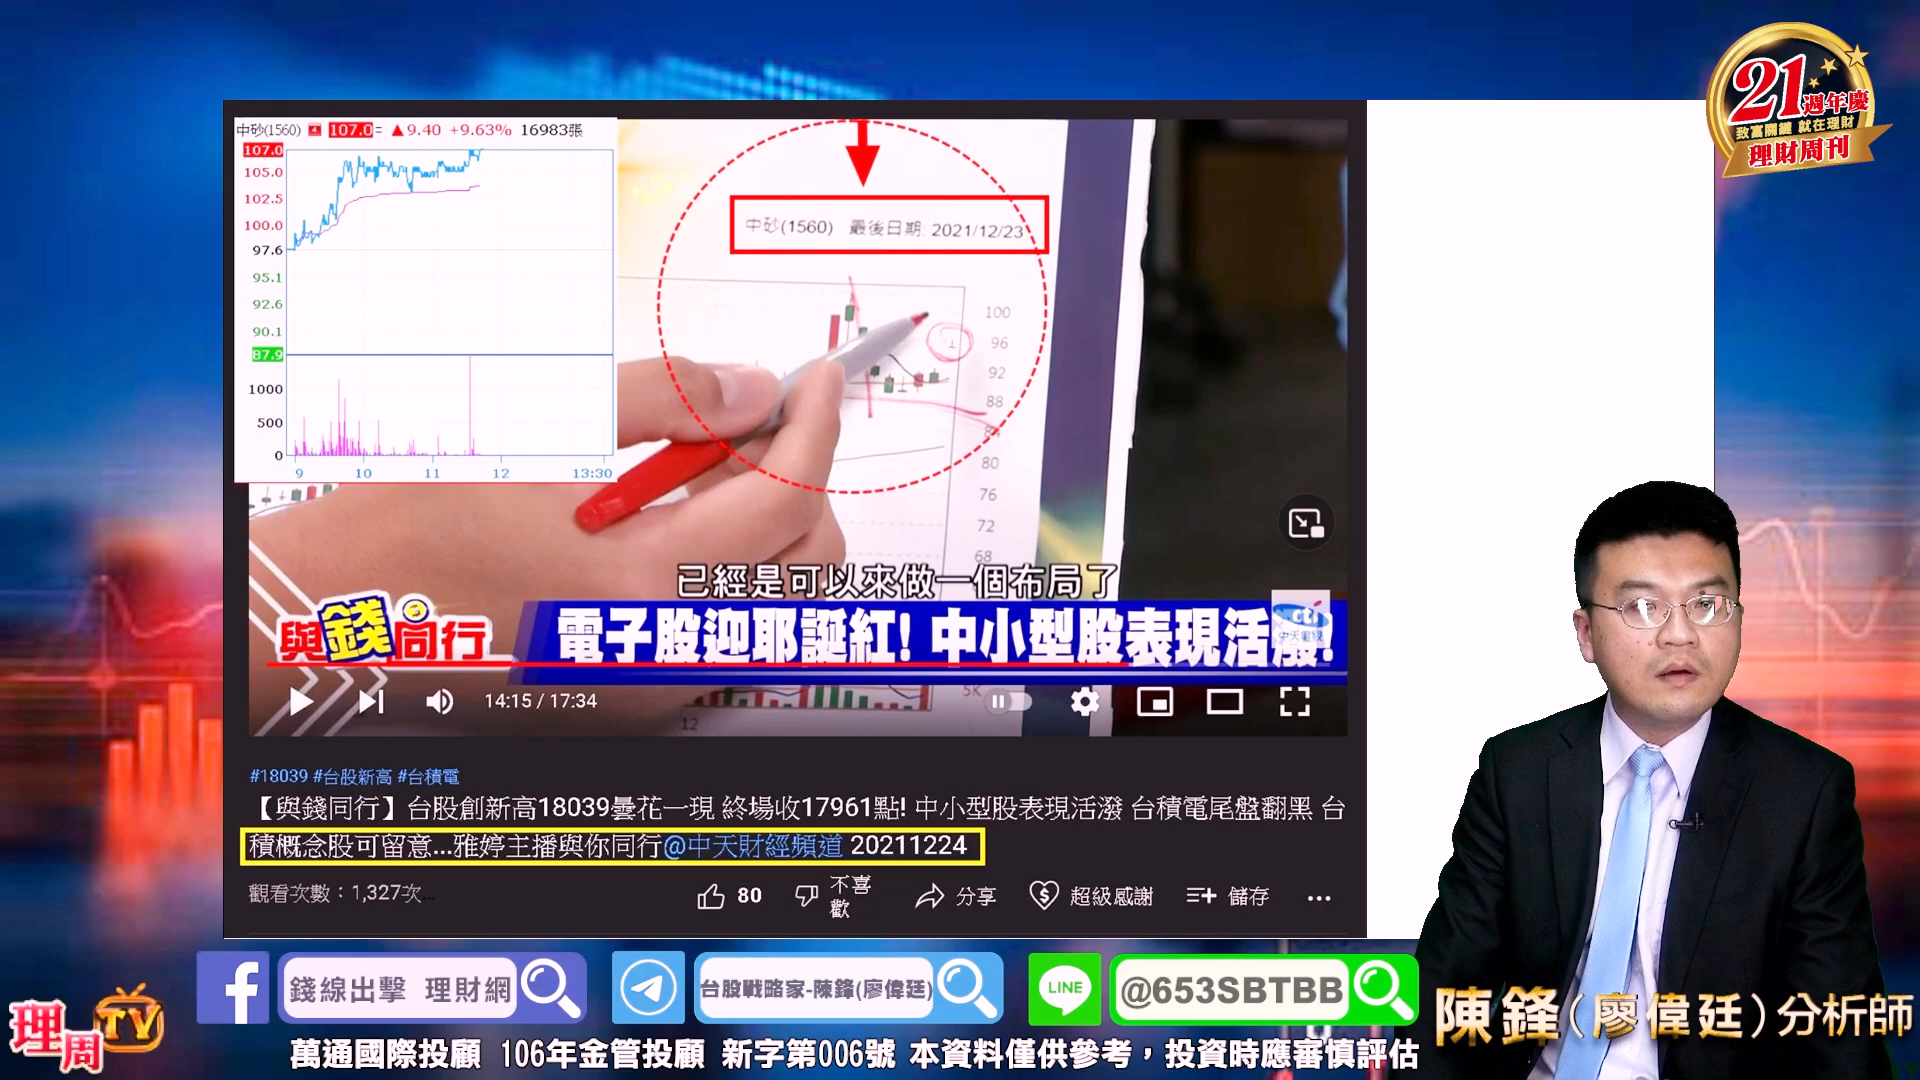 21週年慶
致富關鍵 就在理財
理財周刊
中砂(1560) 107.0= ▲9.40 +9.63% 16983張
107.0
105.0
102.5
100.0
97.6
95.1
92.6
90.1
87.9
1000
500
0
9 10 11 12 13:30
中砂(1560) 最後日期: 2021/12/23
100
96
92
88
84
80
76
72
68
5K
12
已經是可以來做一個布局了
與錢同行
電子股迎耶誕紅! 中小型股表現活潑!
cti
中天電視
14:15 / 17:34
#18039 #台股新高 #台積電
【與錢同行】台股創新高18039曇花一現 終場收17961點! 中小型股表現活潑 台積電尾盤翻黑 台
積概念股可留意...雅婷主播與你同行@中天財經頻道 20211224
觀看次數：1,327次...
80
不喜歡
分享
超級感謝
儲存
理周TV
錢線出擊 理財網
台股戰略家-陳鋒(廖偉廷)
LINE
@653SBTBB
陳鋒(廖偉廷)分析師
萬通國際投顧 106年金管投顧 新字第006號 本資料僅供參考，投資時應審慎評估